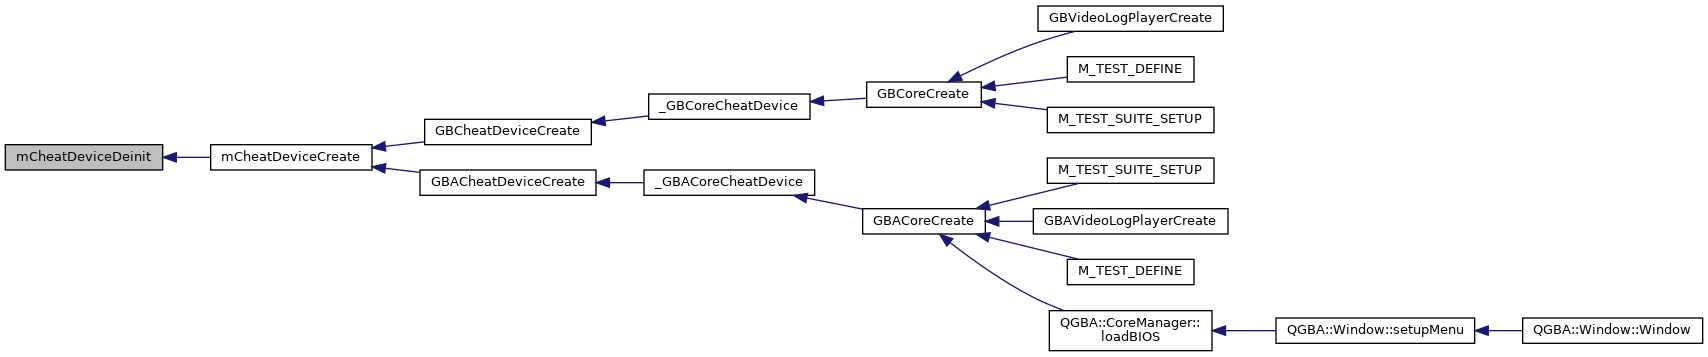 GBVideoLogPlayerCreate
M_TEST_DEFINE
GBCoreCreate
_GBCoreCheatDevice
M_TEST_SUITE_SETUP
GBCheatDeviceCreate
mCheatDeviceDeinit
mCheatDeviceCreate
M_TEST_SUITE_SETUP
GBACheatDeviceCreate
_GBACoreCheatDevice
GBACoreCreate
GBAVideoLogPlayerCreate
M_TEST_DEFINE
QGBA::CoreManager::
loadBIOS
QGBA::Window::setupMenu
QGBA::Window::Window